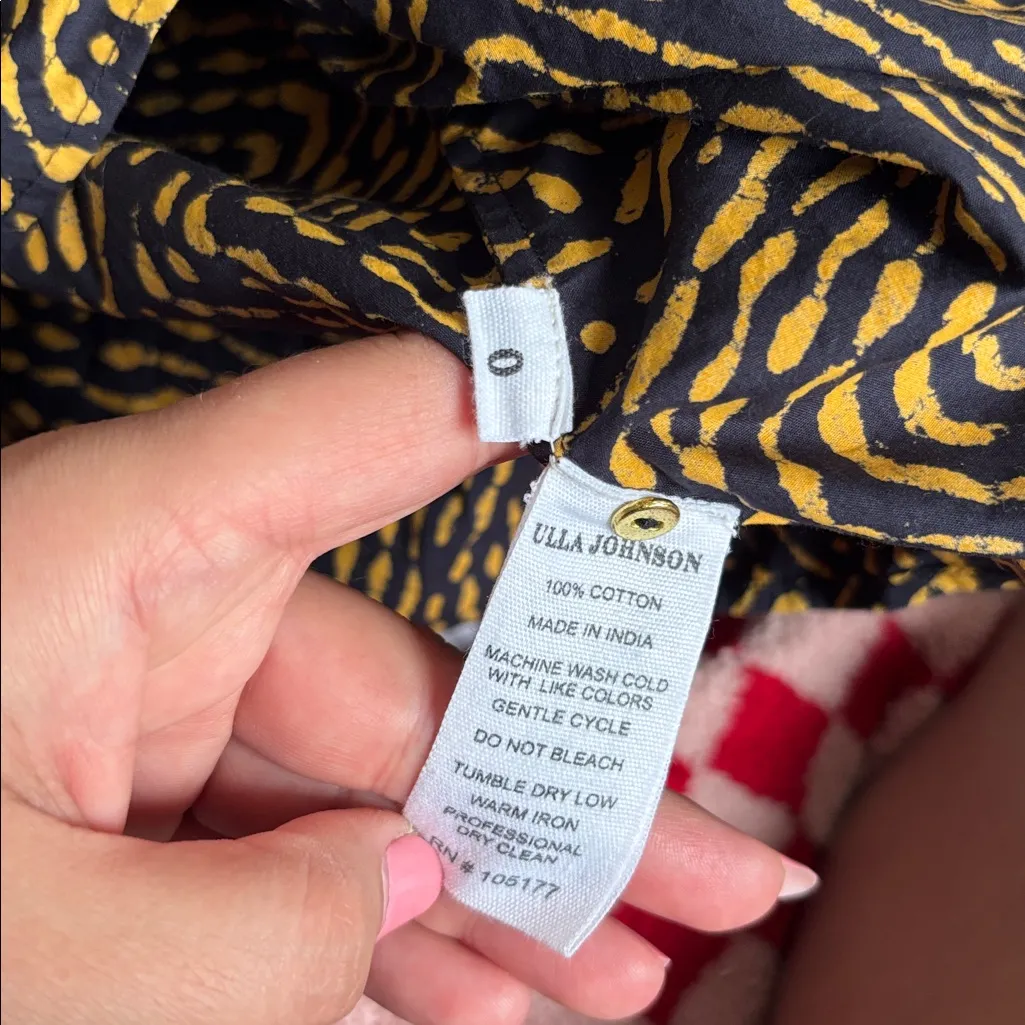 0
ULLA JOHNSON
100% COTTON
MADE IN INDIA
MACHINE WASH COLD
WITH LIKE COLORS
GENTLE CYCLE
DO NOT BLEACH
TUMBLE DRY LOW
WARM IRON
PROFESSIONAL
DRY CLEAN
RN # 105177